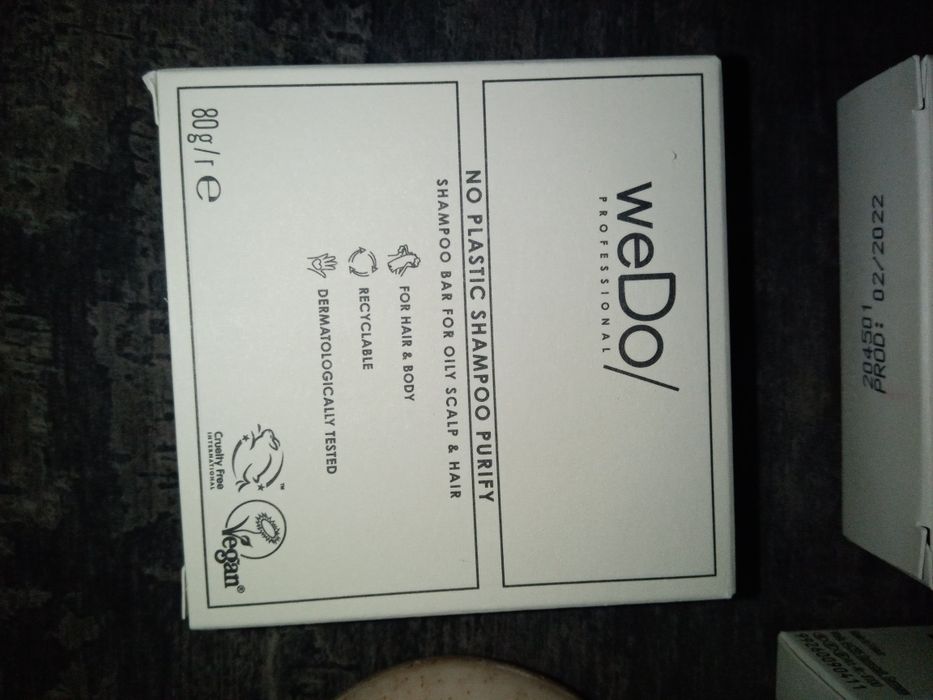 weDo/
PROFESSIONAL
NO PLASTIC SHAMPOO PURIFY
SHAMPOO BAR FOR OILY SCALP & HAIR
FOR HAIR & BODY
RECYCLABLE
DERMATOLOGICALLY TESTED
80g/r e
Cruelty Free
INTERNATIONAL
TM
Vegan®
204501
PROD: 02/2022